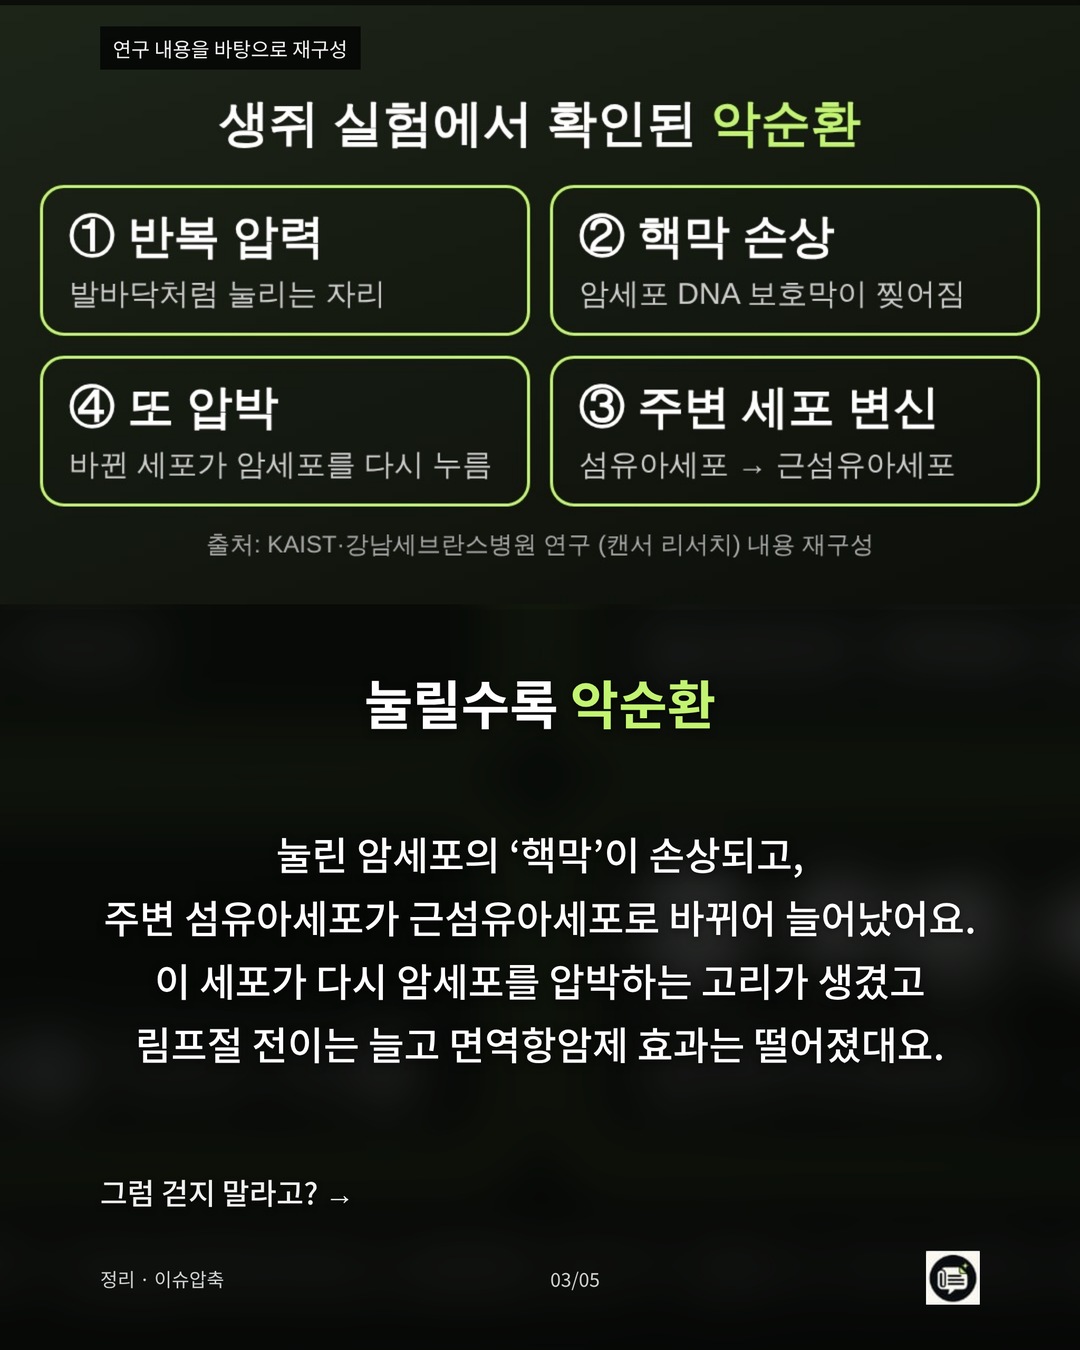 연구 내용을 바탕으로 재구성
생쥐 실험에서 확인된 악순환
① 반복 압력
발바닥처럼 눌리는 자리
② 핵막 손상
암세포 DNA 보호막이 찢어짐
④ 또 압박
바뀐 세포가 암세포를 다시 누름
③ 주변 세포 변신
섬유아세포 → 근섬유아세포
출처: KAIST·강남세브란스병원 연구 (캔서 리서치) 내용 재구성
눌릴수록 악순환
눌린 암세포의 ‘핵막’이 손상되고,
주변 섬유아세포가 근섬유아세포로 바뀌어 늘어났어요.
이 세포가 다시 암세포를 압박하는 고리가 생겼고
림프절 전이는 늘고 면역항암제 효과는 떨어졌대요.
그럼 걷지 말라고? →
정리 · 이슈압축
03/05